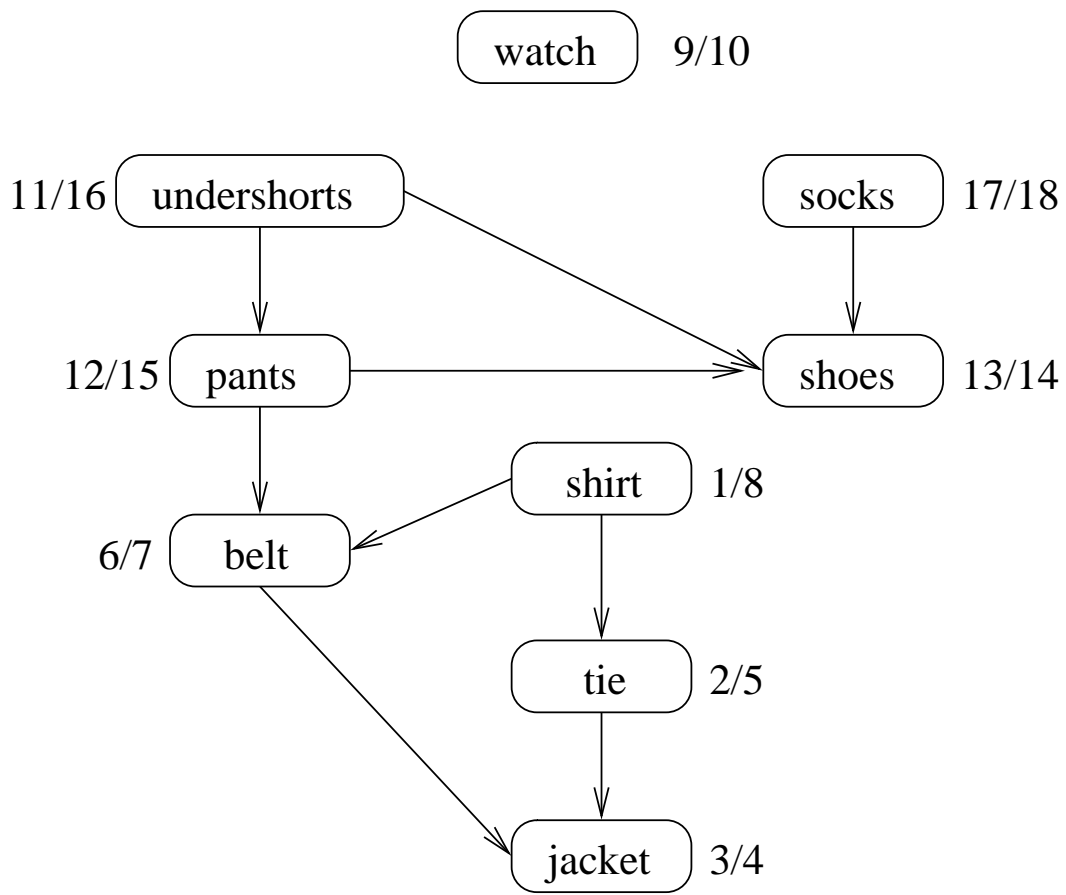 watch 9/10
11/16 undershorts socks 17/18
12/15 pants shoes 13/14
shirt 1/8
6/7 belt
tie 2/5
jacket 3/4